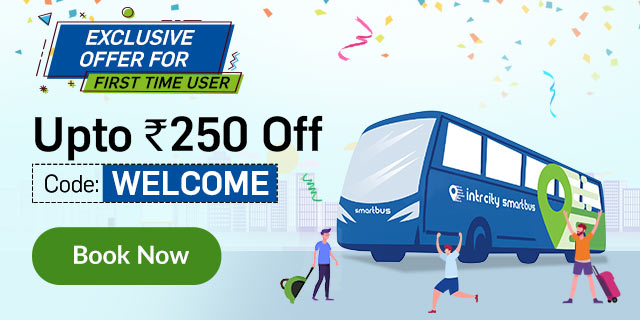 EXCLUSIVE
OFFER FOR
FIRST TIME USER
Upto ₹250 Off
Code: WELCOME
Book Now
smartbus
intrcity smartbus